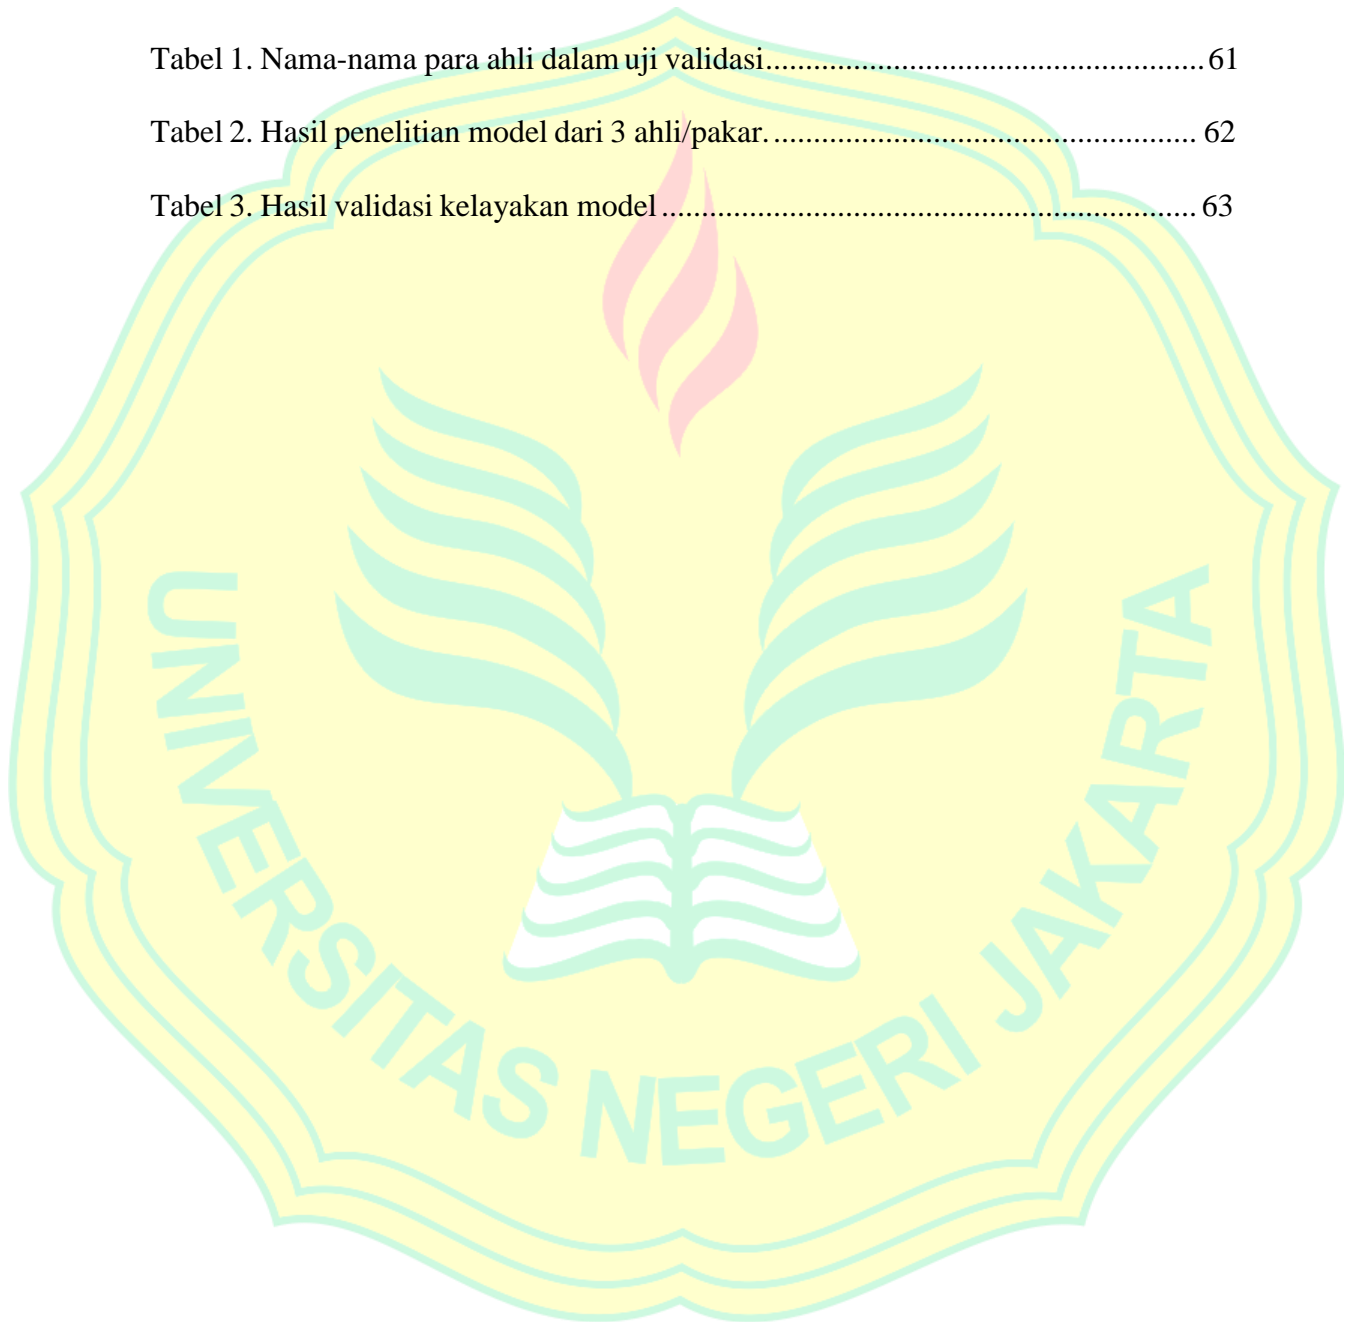 Tabel 1. Nama-nama para ahli dalam uji validasi.......................................................... 61
Tabel 2. Hasil penelitian model dari 3 ahli/pakar. ........................................................ 62
Tabel 3. Hasil validasi kelayakan model ....................................................................... 63
UNIVERSITAS NEGERI JAKARTA